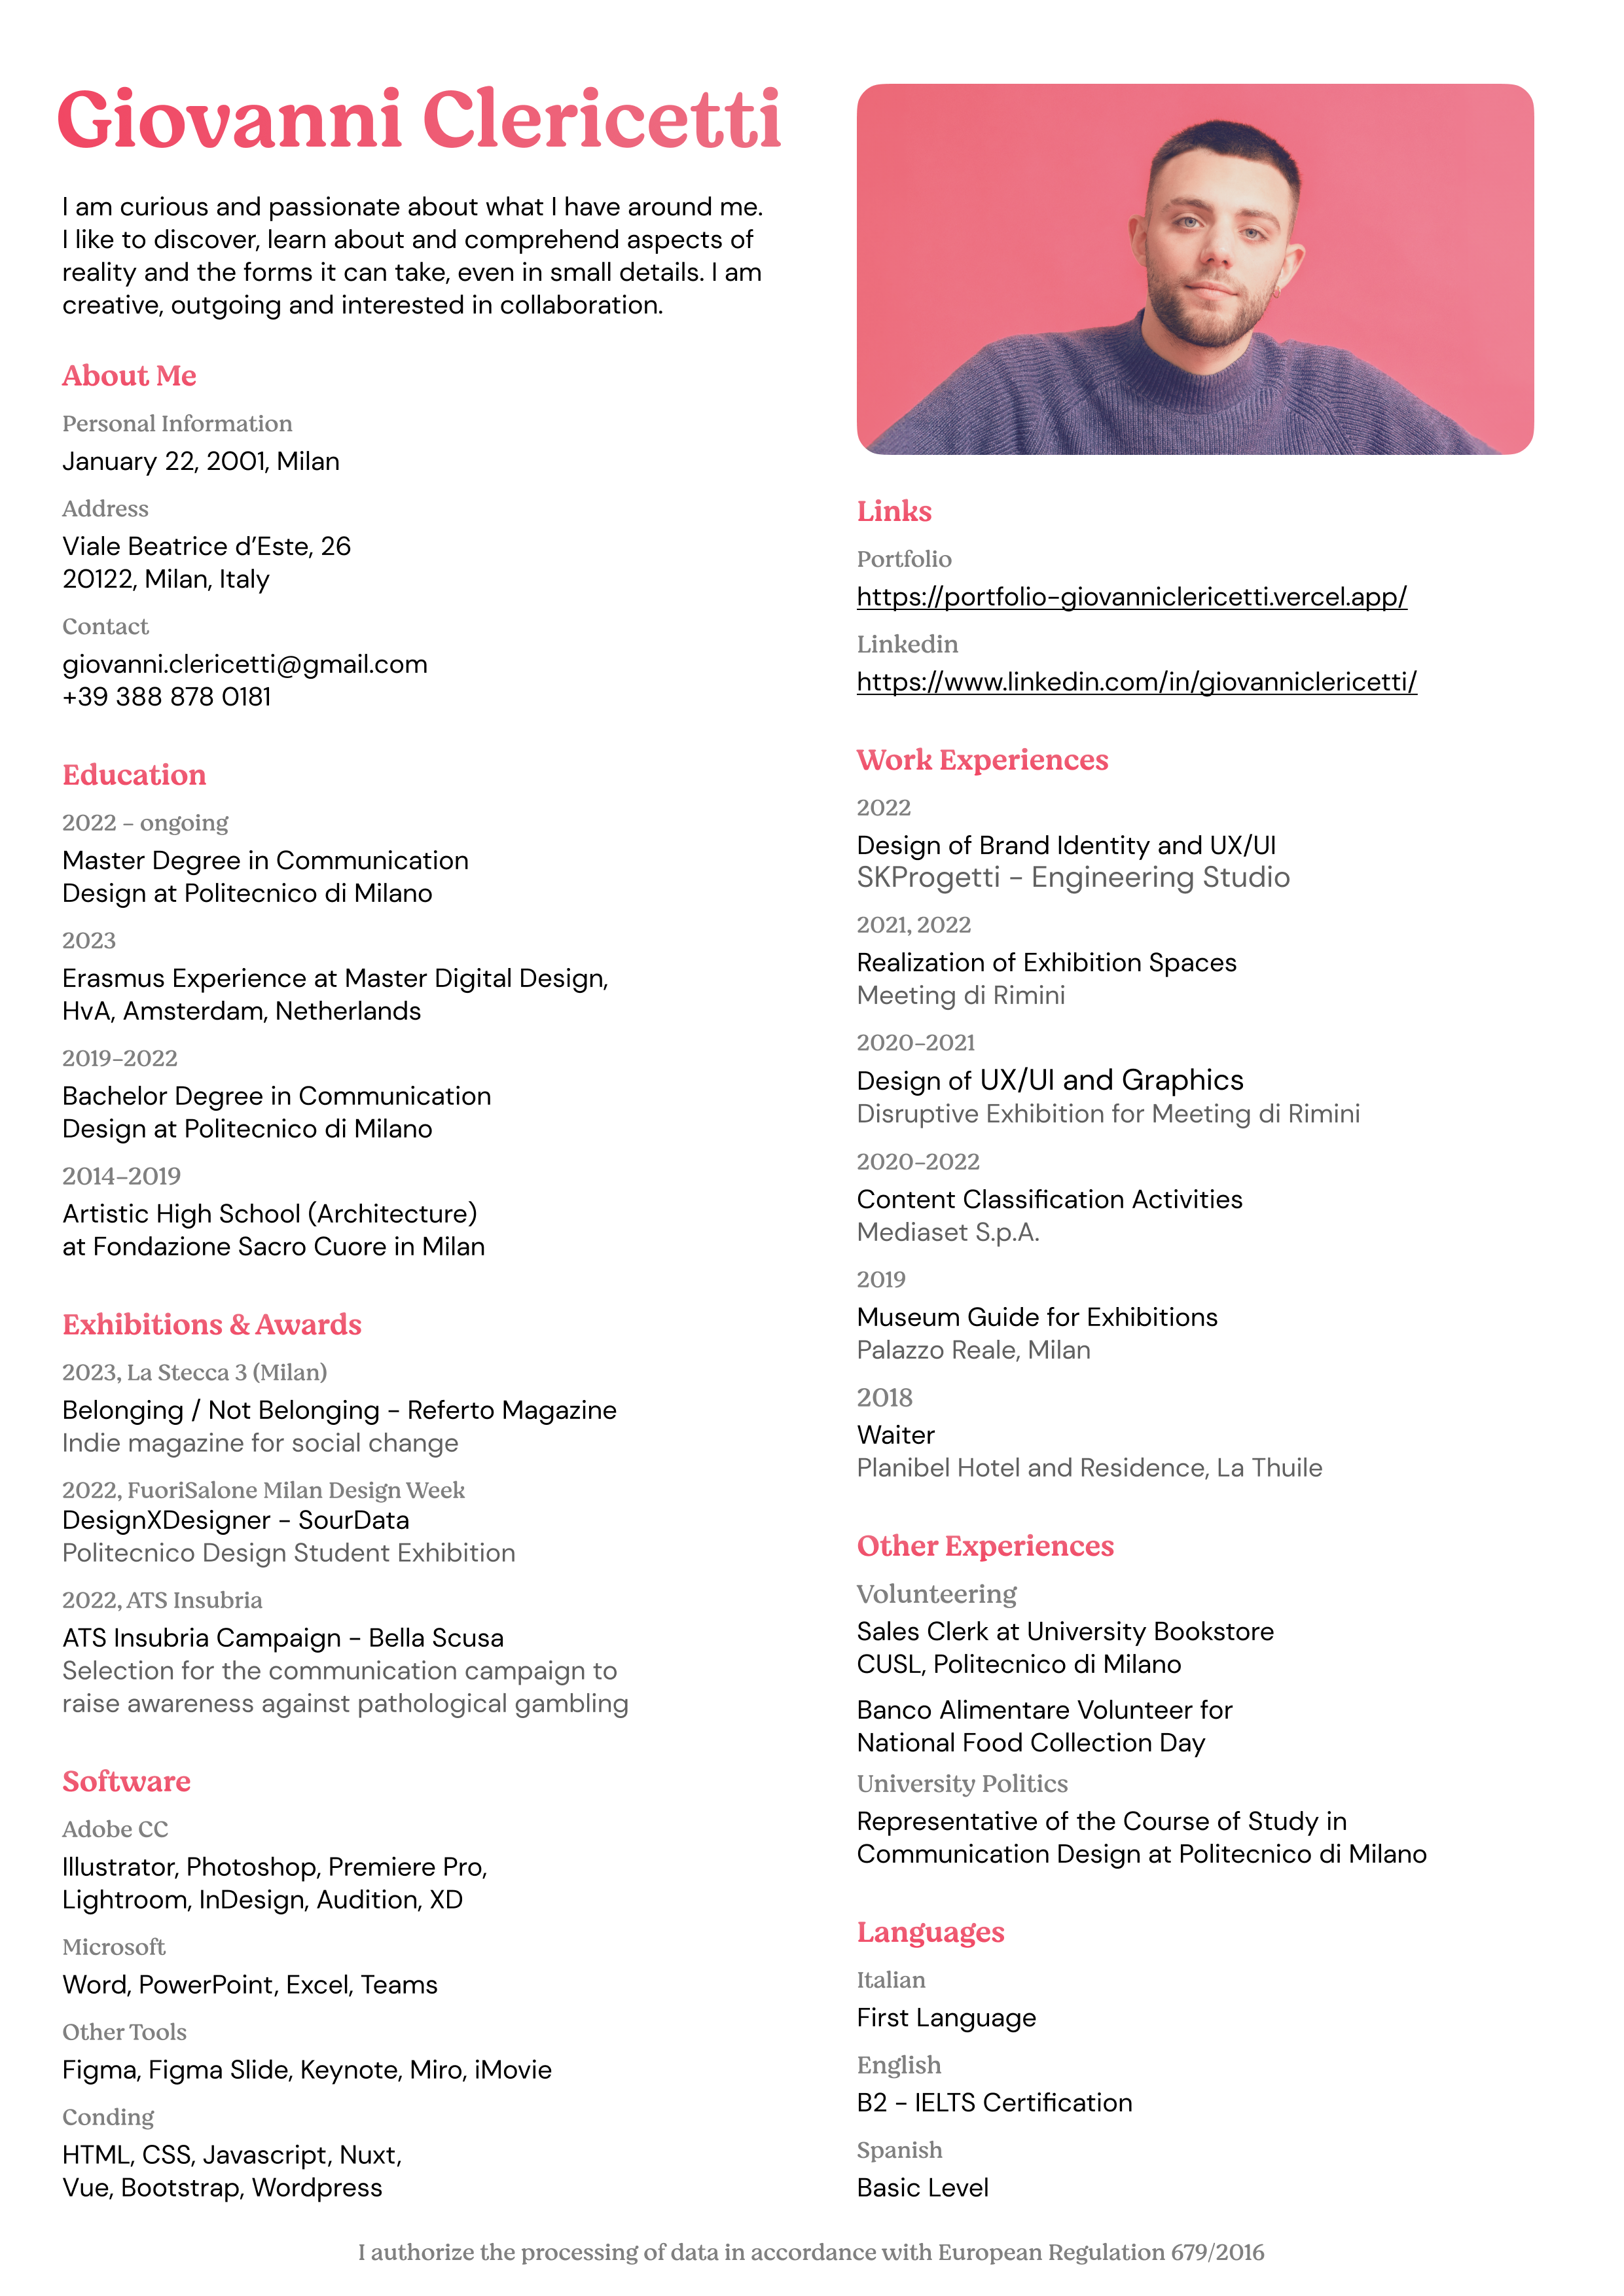 Giovanni Clericetti
I am curious and passionate about what I have around me.
I like to discover, learn about and comprehend aspects of
reality and the forms it can take, even in small details. I am
creative, outgoing and interested in collaboration.
About Me
Personal Information
January 22, 2001, Milan
Address
Viale Beatrice d’Este, 26
20122, Milan, Italy
Contact
giovanni.clericetti@gmail.com
+39 388 878 0181
Education
2022 – ongoing
Master Degree in Communication
Design at Politecnico di Milano
2023
Erasmus Experience at Master Digital Design,
HvA, Amsterdam, Netherlands
2019–2022
Bachelor Degree in Communication
Design at Politecnico di Milano
2014–2019
Artistic High School (Architecture)
at Fondazione Sacro Cuore in Milan
Exhibitions & Awards
2023, La Stecca 3 (Milan)
Belonging / Not Belonging – Referto Magazine
Indie magazine for social change
2022, FuoriSalone Milan Design Week
DesignXDesigner – SourData
Politecnico Design Student Exhibition
2022, ATS Insubria
ATS Insubria Campaign – Bella Scusa
Selection for the communication campaign to
raise awareness against pathological gambling
Software
Adobe CC
Illustrator, Photoshop, Premiere Pro,
Lightroom, InDesign, Audition, XD
Microsoft
Word, PowerPoint, Excel, Teams
Other Tools
Figma, Figma Slide, Keynote, Miro, iMovie
Conding
HTML, CSS, Javascript, Nuxt,
Vue, Bootstrap, Wordpress
Links
Portfolio
https://portfolio-giovanniclericetti.vercel.app/
Linkedin
https://www.linkedin.com/in/giovanniclericetti/
Work Experiences
2022
Design of Brand Identity and UX/UI
SKProgetti – Engineering Studio
2021, 2022
Realization of Exhibition Spaces
Meeting di Rimini
2020–2021
Design of UX/UI and Graphics
Disruptive Exhibition for Meeting di Rimini
2020–2022
Content Classification Activities
Mediaset S.p.A.
2019
Museum Guide for Exhibitions
Palazzo Reale, Milan
2018
Waiter
Planibel Hotel and Residence, La Thuile
Other Experiences
Volunteering
Sales Clerk at University Bookstore
CUSL, Politecnico di Milano
Banco Alimentare Volunteer for
National Food Collection Day
University Politics
Representative of the Course of Study in
Communication Design at Politecnico di Milano
Languages
Italian
First Language
English
B2 – IELTS Certification
Spanish
Basic Level
I authorize the processing of data in accordance with European Regulation 679/2016